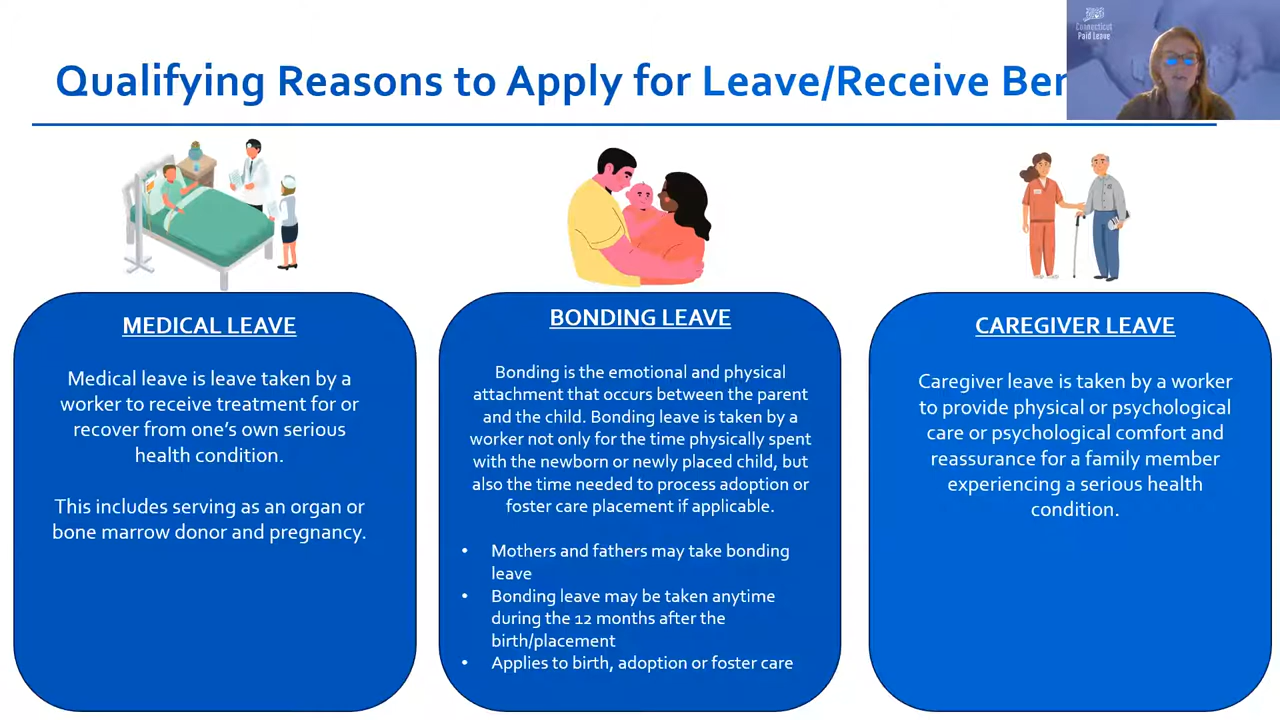 Qualifying Reasons to Apply for Leave/Receive
Connecticut
Paid Leave
MEDICAL LEAVE
Medical leave is leave taken by a
worker to receive treatment for or
recover from one’s own serious
health condition.
This includes serving as an organ or
bone marrow donor and pregnancy.
BONDING LEAVE
Bonding is the emotional and physical
attachment that occurs between the parent
and the child. Bonding leave is taken by a
worker not only for the time physically spent
with the newborn or newly placed child, but
also the time needed to process adoption or
foster care placement if applicable.
• Mothers and fathers may take bonding
leave
• Bonding leave may be taken anytime
during the 12 months after the
birth/placement
• Applies to birth, adoption or foster care
CAREGIVER LEAVE
Caregiver leave is taken by a worker
to provide physical or psychological
care or psychological comfort and
reassurance for a family member
experiencing a serious health
condition.